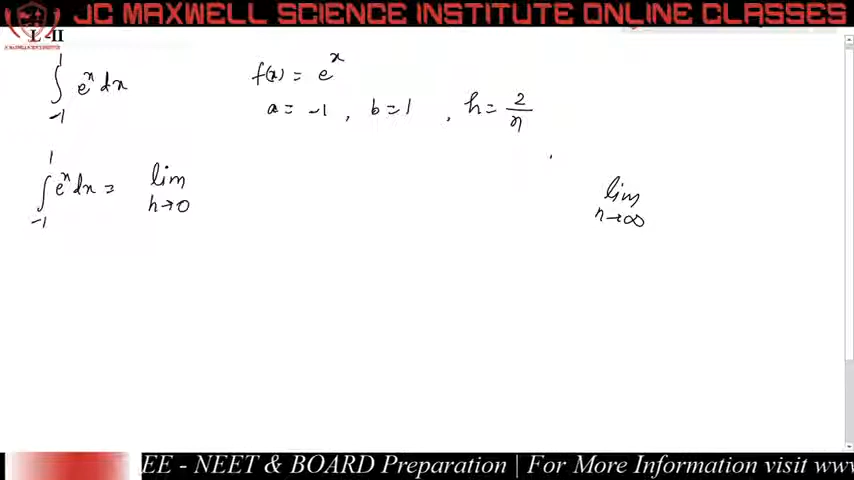 JC MAXWELL SCIENCE INSTITUTE ONLINE CLASSES
L-II
∫₋₁¹ eˣ dx f(x) = eˣ
a = -1 , b = 1 , h = 2/n
∫₋₁¹ eˣ dx = lim h→0 lim n→∞
EE - NEET & BOARD Preparation | For More Information visit www